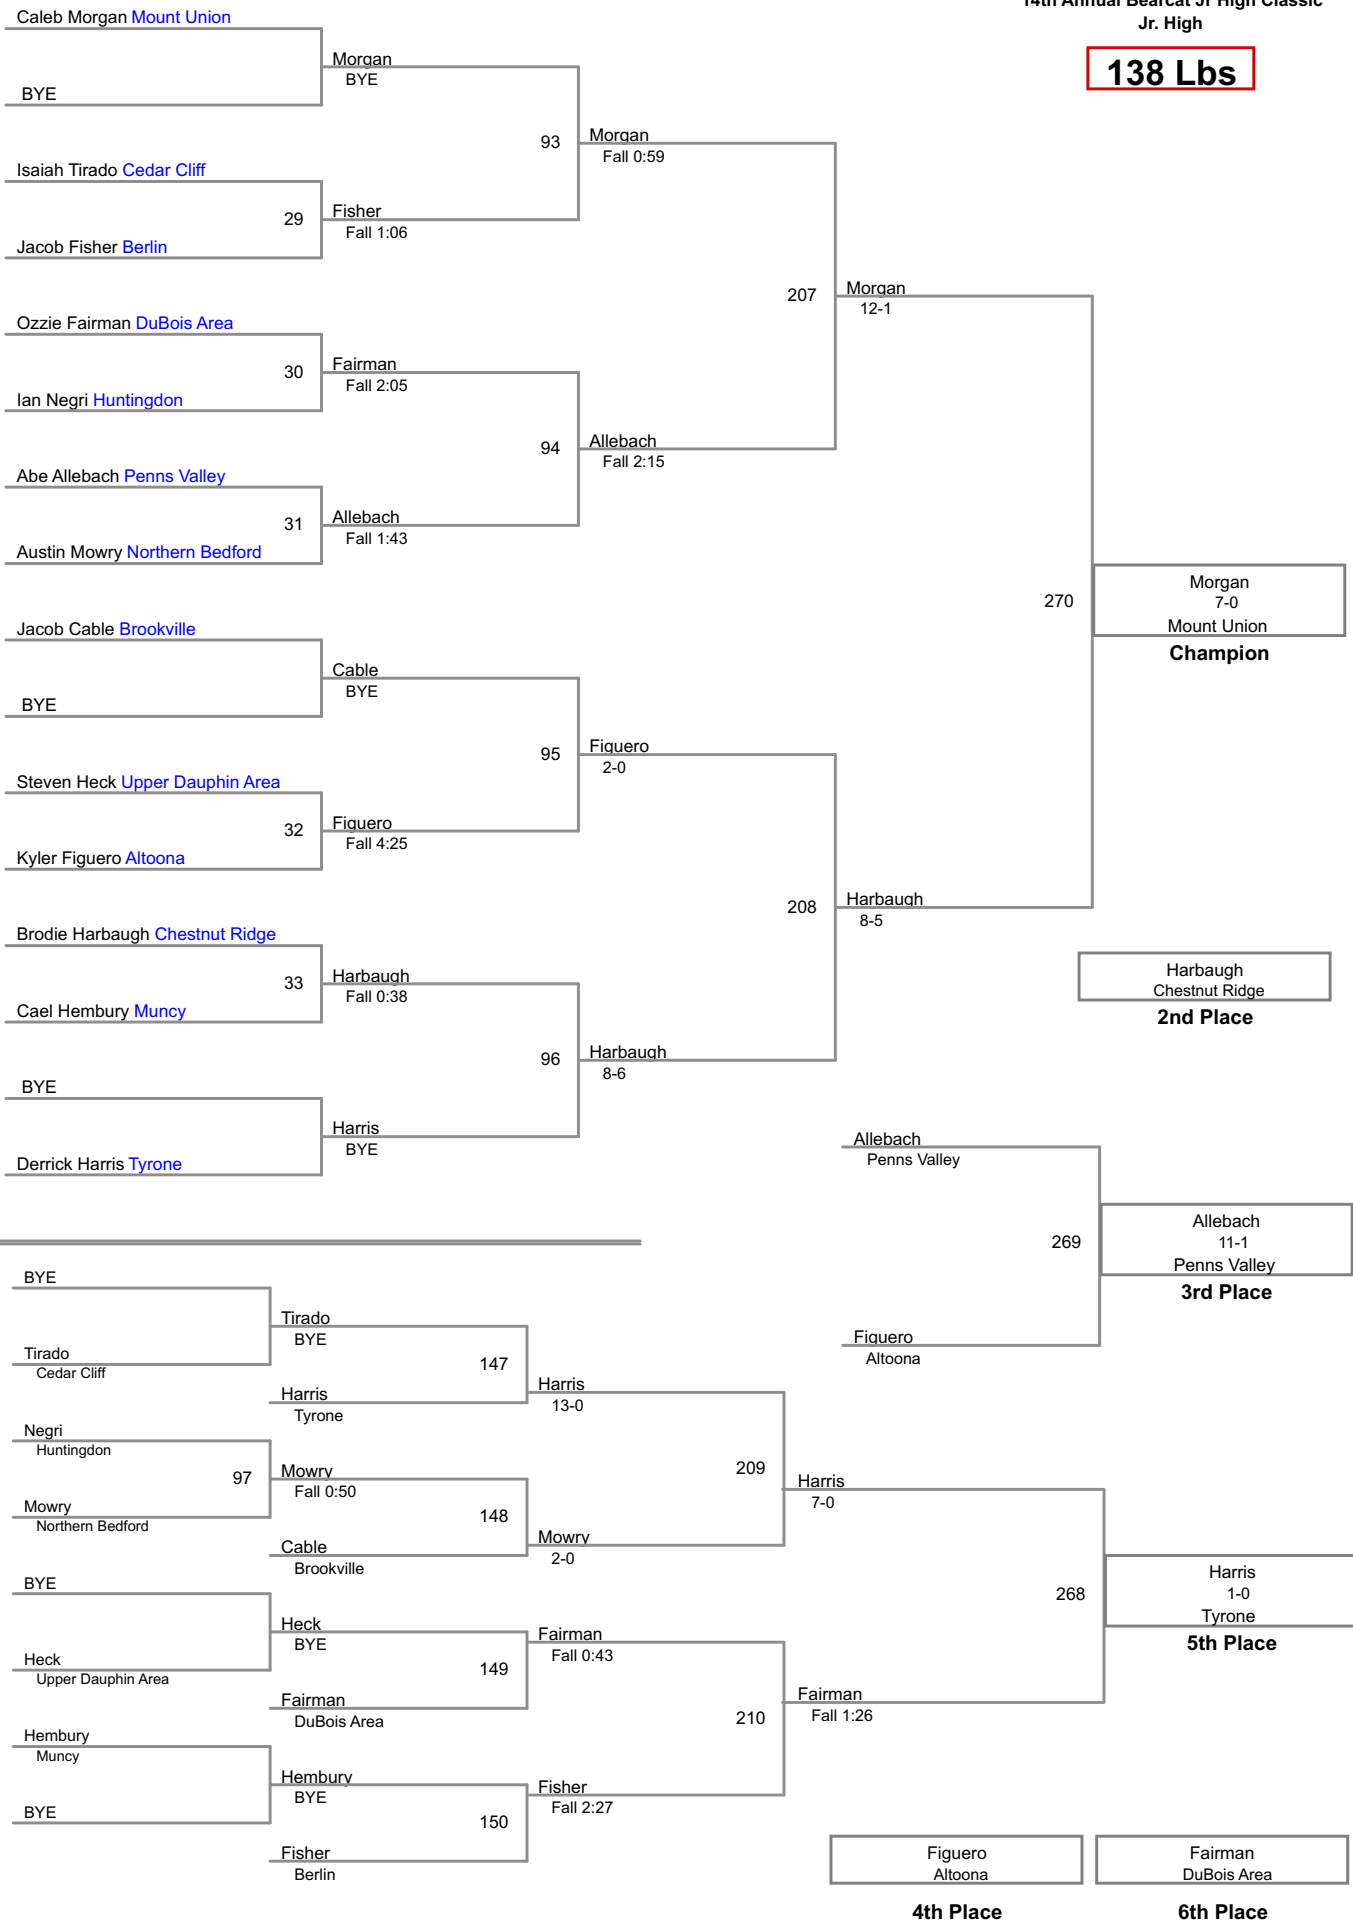 14th Annual Bearcat Jr High Classic
Jr. High
138 Lbs
Caleb Morgan Mount Union
BYE
Morgan
BYE
Isaiah Tirado Cedar Cliff
29
Jacob Fisher Berlin
Fisher
Fall 1:06
93
Morgan
Fall 0:59
Ozzie Fairman DuBois Area
30
Ian Negri Huntingdon
Fairman
Fall 2:05
Abe Allebach Penns Valley
31
Austin Mowry Northern Bedford
Allebach
Fall 1:43
94
Allebach
Fall 2:15
207
Morgan
12-1
Jacob Cable Brookville
BYE
Cable
BYE
Steven Heck Upper Dauphin Area
32
Kyler Figuero Altoona
Figuero
Fall 4:25
95
Figuero
2-0
Brodie Harbaugh Chestnut Ridge
33
Cael Hembury Muncy
Harbaugh
Fall 0:38
BYE
Derrick Harris Tyrone
Harris
BYE
96
Harbaugh
8-6
208
Harbaugh
8-5
270
Morgan
7-0
Mount Union
Champion
Harbaugh
Chestnut Ridge
2nd Place
Allebach
Penns Valley
269
Figuero
Altoona
Allebach
11-1
Penns Valley
3rd Place
BYE
Tirado
Cedar Cliff
Tirado
BYE
147
Harris
Tyrone
Harris
13-0
Negri
Huntingdon
97
Mowry
Northern Bedford
Mowry
Fall 0:50
148
Cable
Brookville
Mowry
2-0
209
Harris
7-0
BYE
Heck
Upper Dauphin Area
Heck
BYE
149
Fairman
DuBois Area
Fairman
Fall 0:43
Hembury
Muncy
BYE
Hembury
BYE
150
Fisher
Berlin
Fisher
Fall 2:27
210
Fairman
Fall 1:26
268
Harris
1-0
Tyrone
5th Place
Figuero
Altoona
4th Place
Fairman
DuBois Area
6th Place